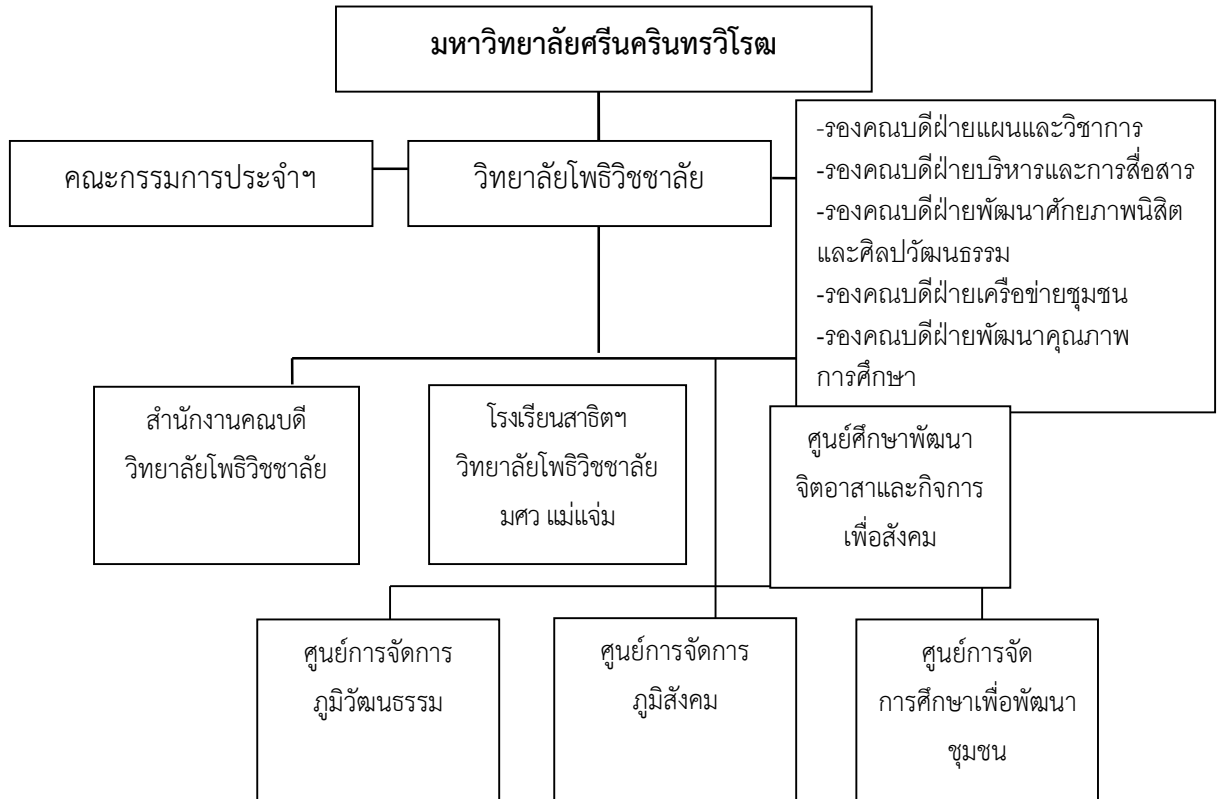 มหาวิทยาลัยศรีนครินทรวิโรฒ
คณะกรรมการประจำฯ
วิทยาลัยโพธิวิชชาลัย
-รองคณบดีฝ่ายแผนและวิชาการ
-รองคณบดีฝ่ายบริหารและการสื่อสาร
-รองคณบดีฝ่ายพัฒนาศักยภาพนิสิต
และศิลปวัฒนธรรม
-รองคณบดีฝ่ายเครือข่ายชุมชน
-รองคณบดีฝ่ายพัฒนาคุณภาพ
การศึกษา
สำนักงานคณบดี
วิทยาลัยโพธิวิชชาลัย
โรงเรียนสาธิตฯ
วิทยาลัยโพธิวิชชาลัย
มศว แม่แจ่ม
ศูนย์ศึกษาพัฒนา
จิตอาสาและกิจการ
เพื่อสังคม
ศูนย์การจัดการ
ภูมิวัฒนธรรม
ศูนย์การจัดการ
ภูมิสังคม
ศูนย์การจัด
การศึกษาเพื่อพัฒนา
ชุมชน